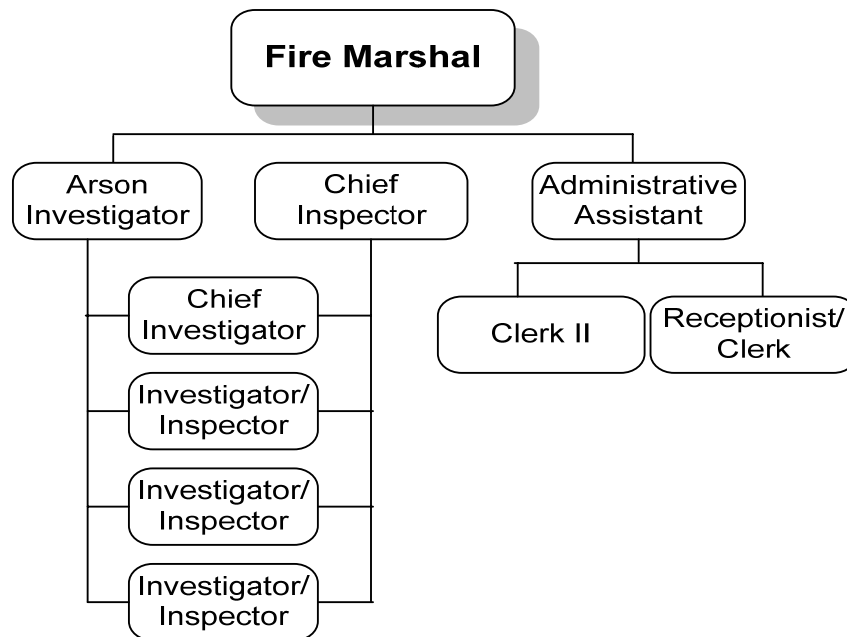 Fire Marshal
Arson
Investigator
Chief
Inspector
Administrative
Assistant
Chief
Investigator
Clerk II
Receptionist/
Clerk
Investigator/
Inspector
Investigator/
Inspector
Investigator/
Inspector